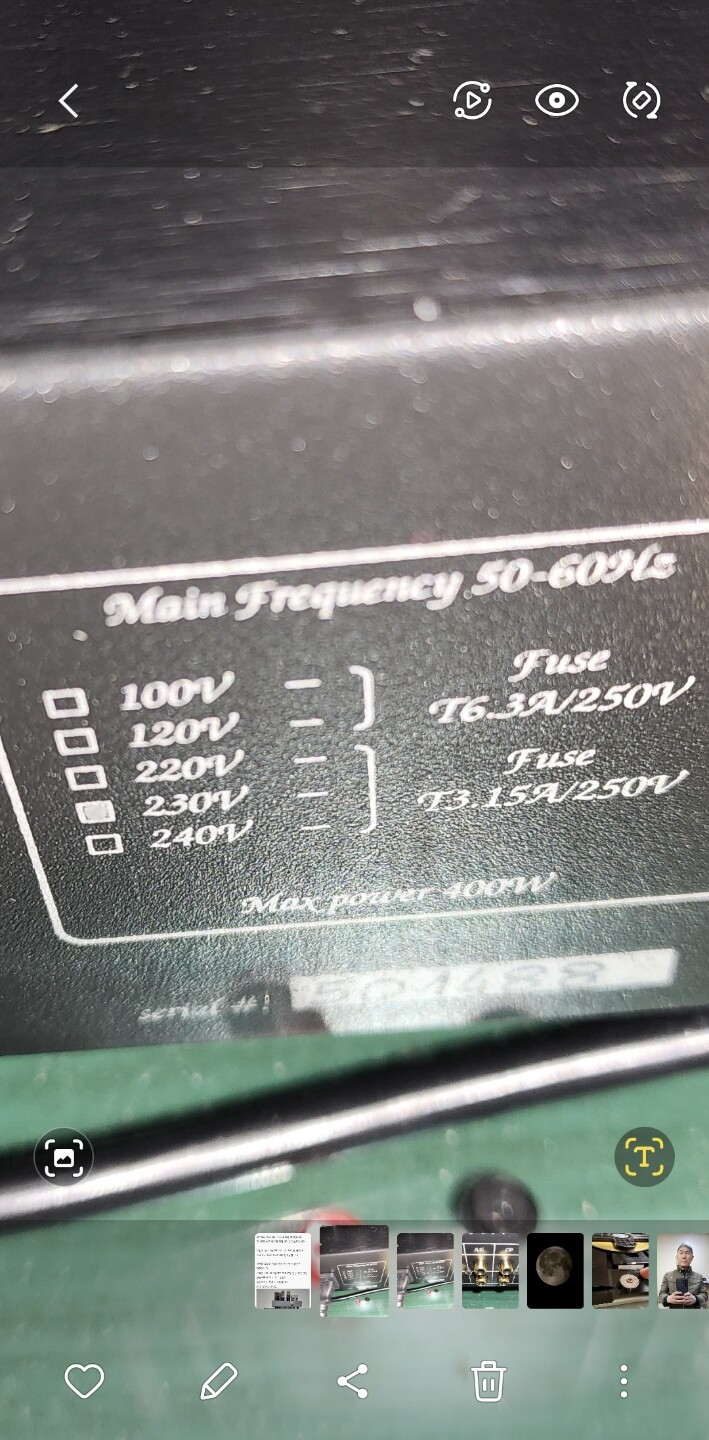 Main Frequency 50-60Hz
100V
120V
220V
230V
240V
Fuse
T6.3A/250V
Fuse
T3.15A/250V
Max power 400W
serial #:
T